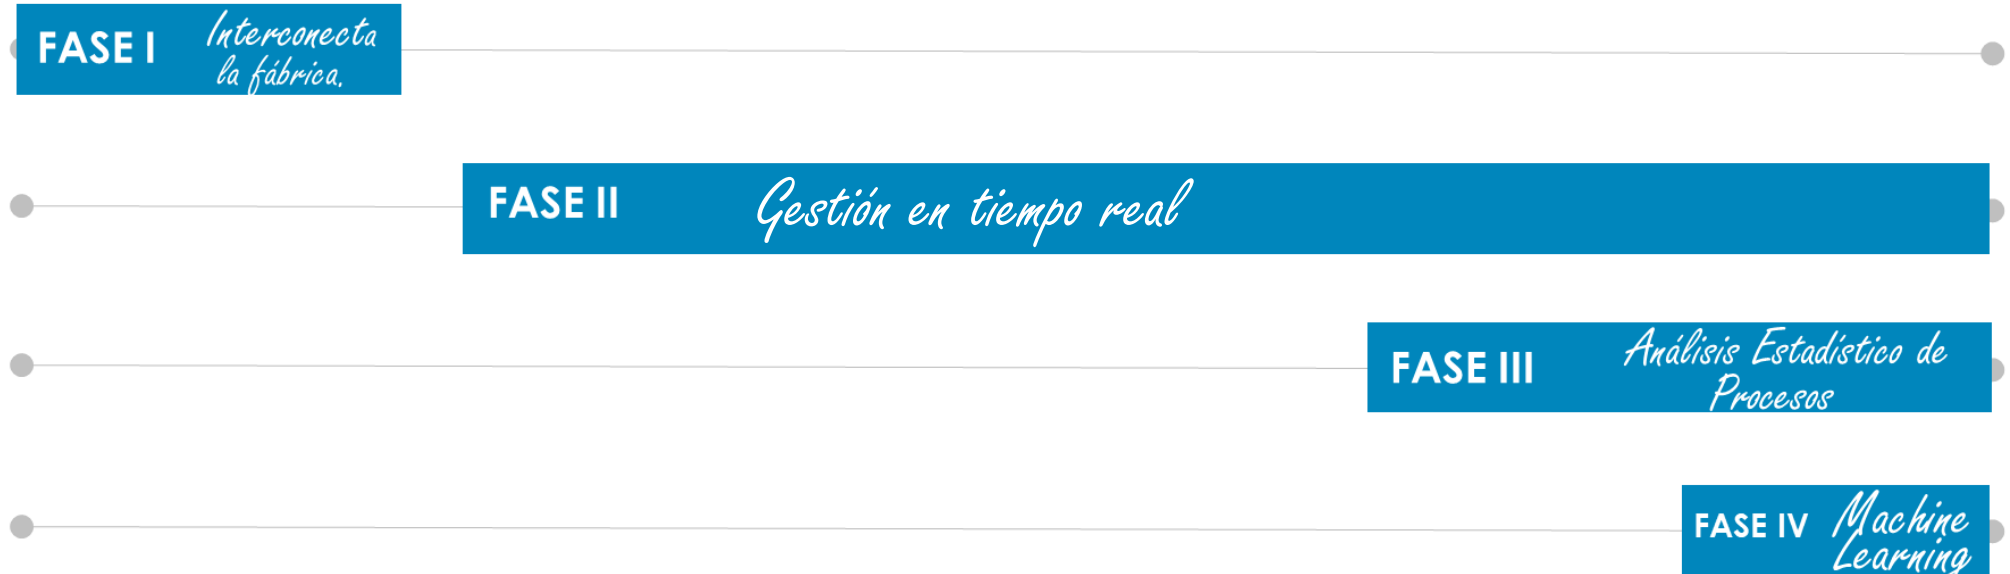 FASE I
Interconecta
la fábrica.
FASE II
Gestión en tiempo real
FASE III
Análisis Estadístico de
Procesos
FASE IV
Machine
Learning